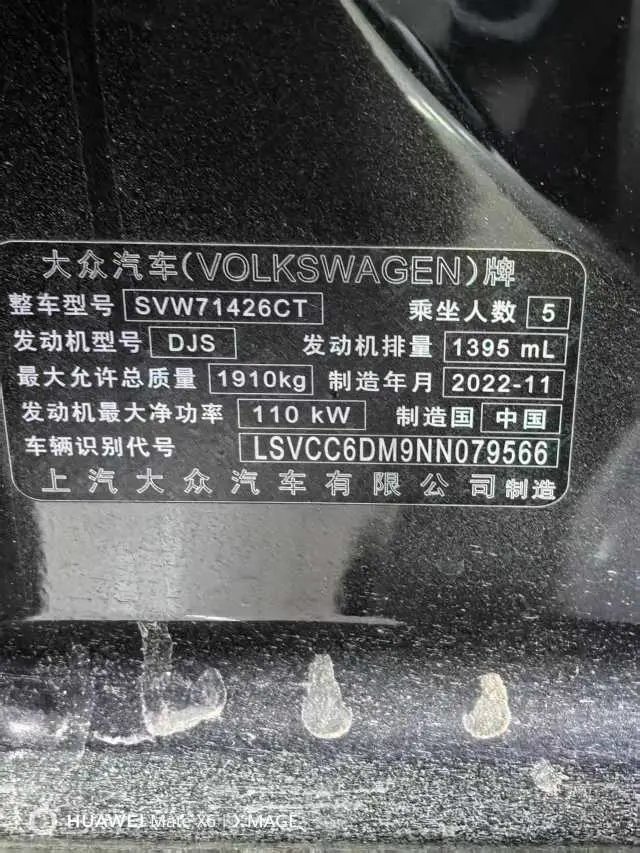 大众汽车(VOLKSWAGEN)牌
整车型号 SVW71426CT 乘坐人数 5
发动机型号 DJS 发动机排量 1395 mL
最大允许总质量 1910kg 制造年月 2022-11
发动机最大净功率 110 kW 制造国 中国
车辆识别代号 LSVCC6DM9NN079566
上汽大众汽车有限公司制造
HUAWEI Mate X6 | XMAGE